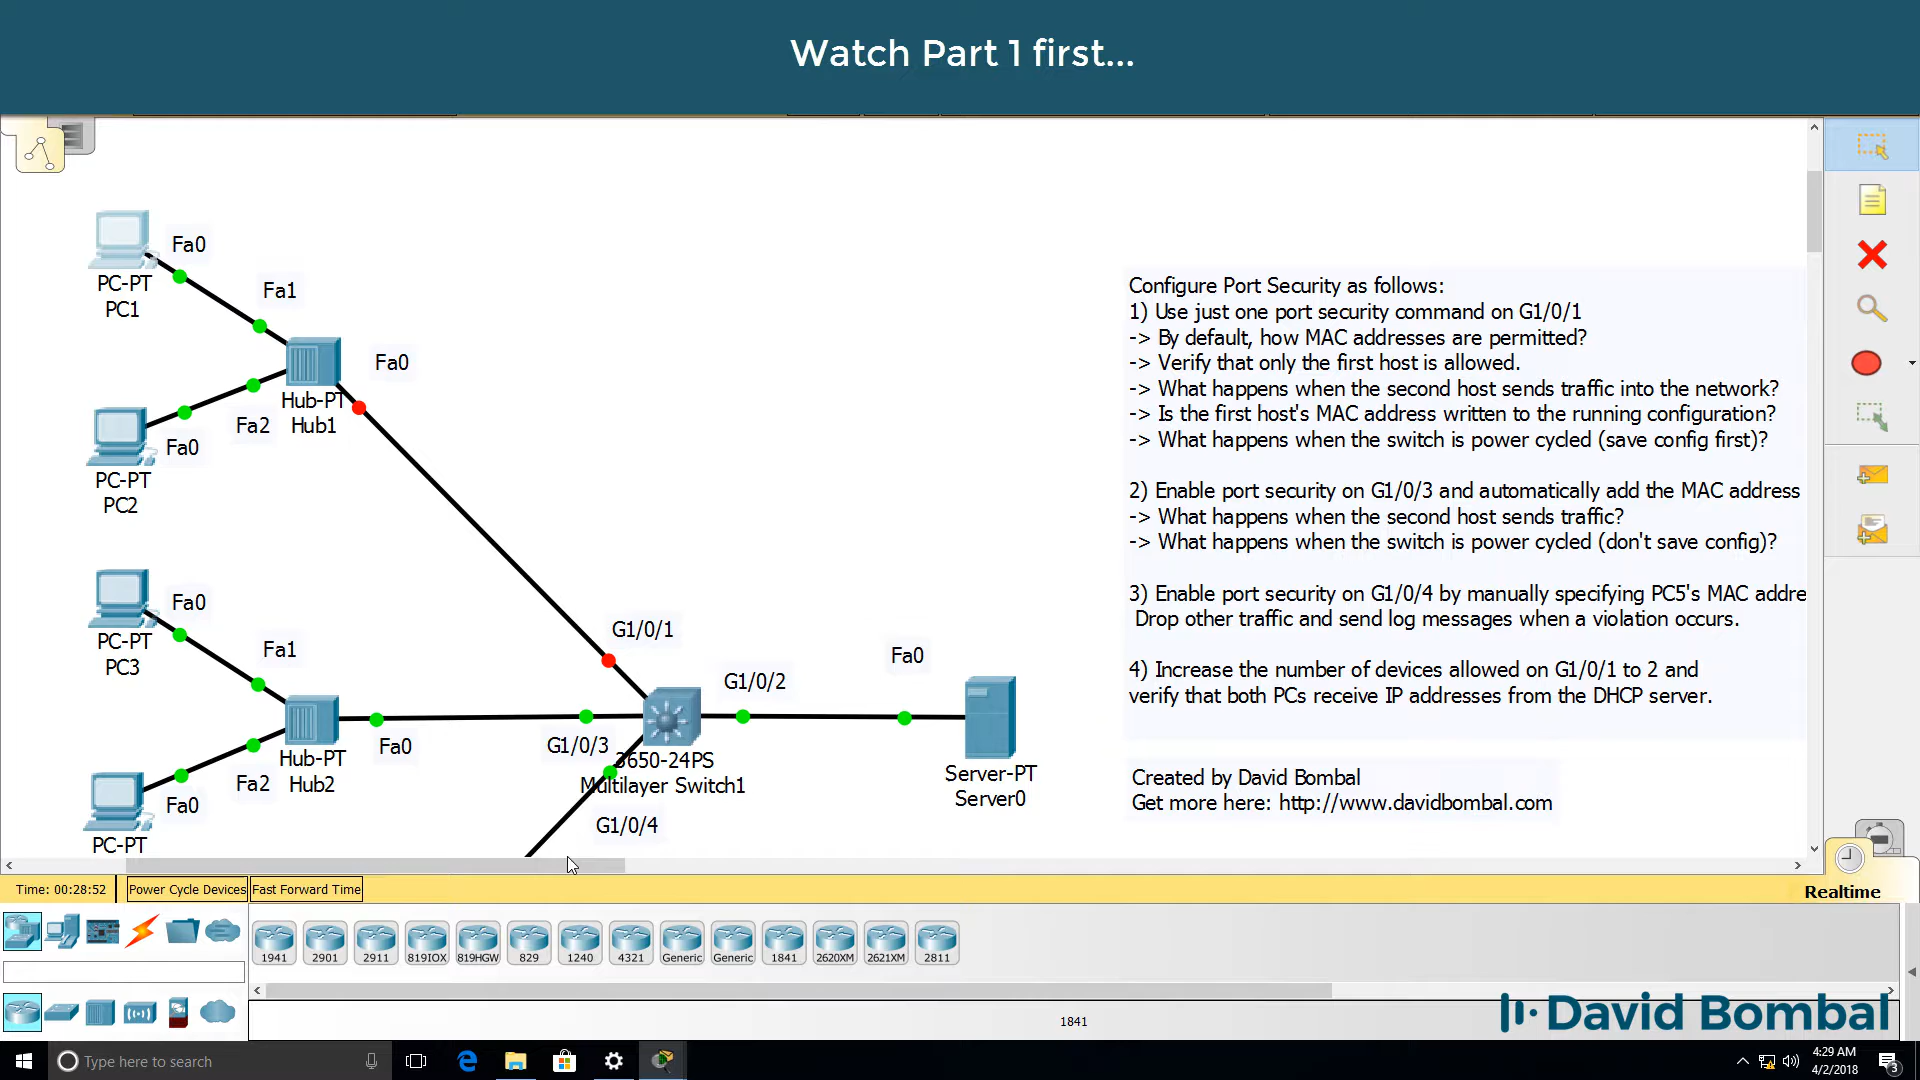 Watch Part 1 first...
Fa0
PC-PT
PC1
Fa1
Fa0
Hub-PT
Hub1
Fa2
Fa0
PC-PT
PC2
Fa0
PC-PT
PC3
Fa1
Hub-PT
Hub2
Fa0
Fa2
Fa0
PC-PT
G1/0/1
G1/0/2
G1/0/3
3650-24PS
Multilayer Switch1
G1/0/4
Fa0
Server-PT
Server0
Configure Port Security as follows:
1) Use just one port security command on G1/0/1
-> By default, how MAC addresses are permitted?
-> Verify that only the first host is allowed.
-> What happens when the second host sends traffic into the network?
-> Is the first host's MAC address written to the running configuration?
-> What happens when the switch is power cycled (save config first)?
2) Enable port security on G1/0/3 and automatically add the MAC address
-> What happens when the second host sends traffic?
-> What happens when the switch is power cycled (don't save config)?
3) Enable port security on G1/0/4 by manually specifying PC5's MAC addre
Drop other traffic and send log messages when a violation occurs.
4) Increase the number of devices allowed on G1/0/1 to 2 and
verify that both PCs receive IP addresses from the DHCP server.
Created by David Bombal
Get more here: http://www.davidbombal.com
Time: 00:28:52
Power Cycle Devices
Fast Forward Time
Realtime
1941
2901
2911
819IOX
819HGW
829
1240
4321
Generic
Generic
1841
2620XM
2621XM
2811
1841
David Bombal
Type here to search
4:29 AM
4/2/2018
3